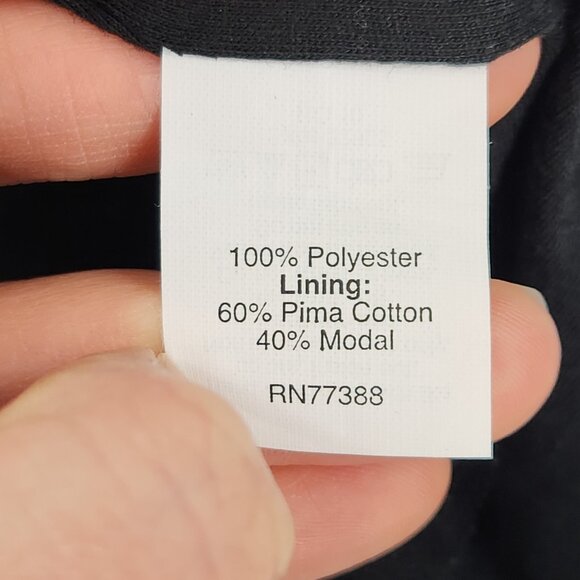 100% Polyester
Lining:
60% Pima Cotton
40% Modal
RN77388